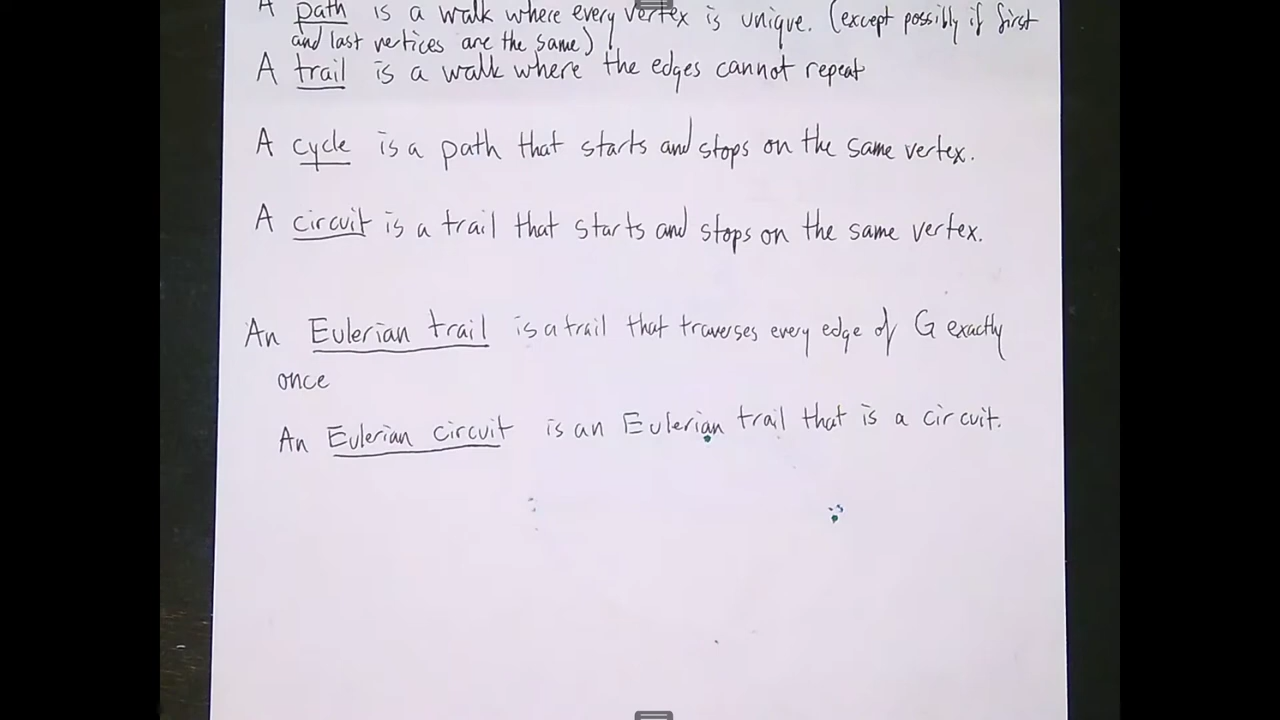 A path is a walk where every vertex is unique. (except possibly if first
and last vertices are the same)
A trail is a walk where the edges cannot repeat
A cycle is a path that starts and stops on the same vertex.
A circuit is a trail that starts and stops on the same vertex.
An Eulerian trail is a trail that traverses every edge of G exactly
once
An Eulerian circuit is an Eulerian trail that is a circuit.